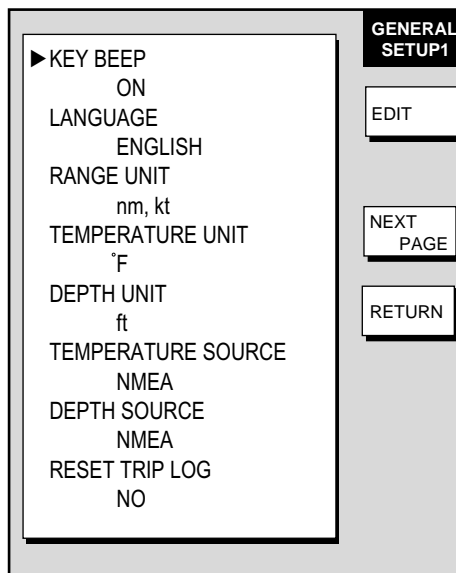 ▶KEY BEEP
ON
LANGUAGE
ENGLISH
RANGE UNIT
nm, kt
TEMPERATURE UNIT
°F
DEPTH UNIT
ft
TEMPERATURE SOURCE
NMEA
DEPTH SOURCE
NMEA
RESET TRIP LOG
NO
GENERAL
SETUP1
EDIT
NEXT
PAGE
RETURN